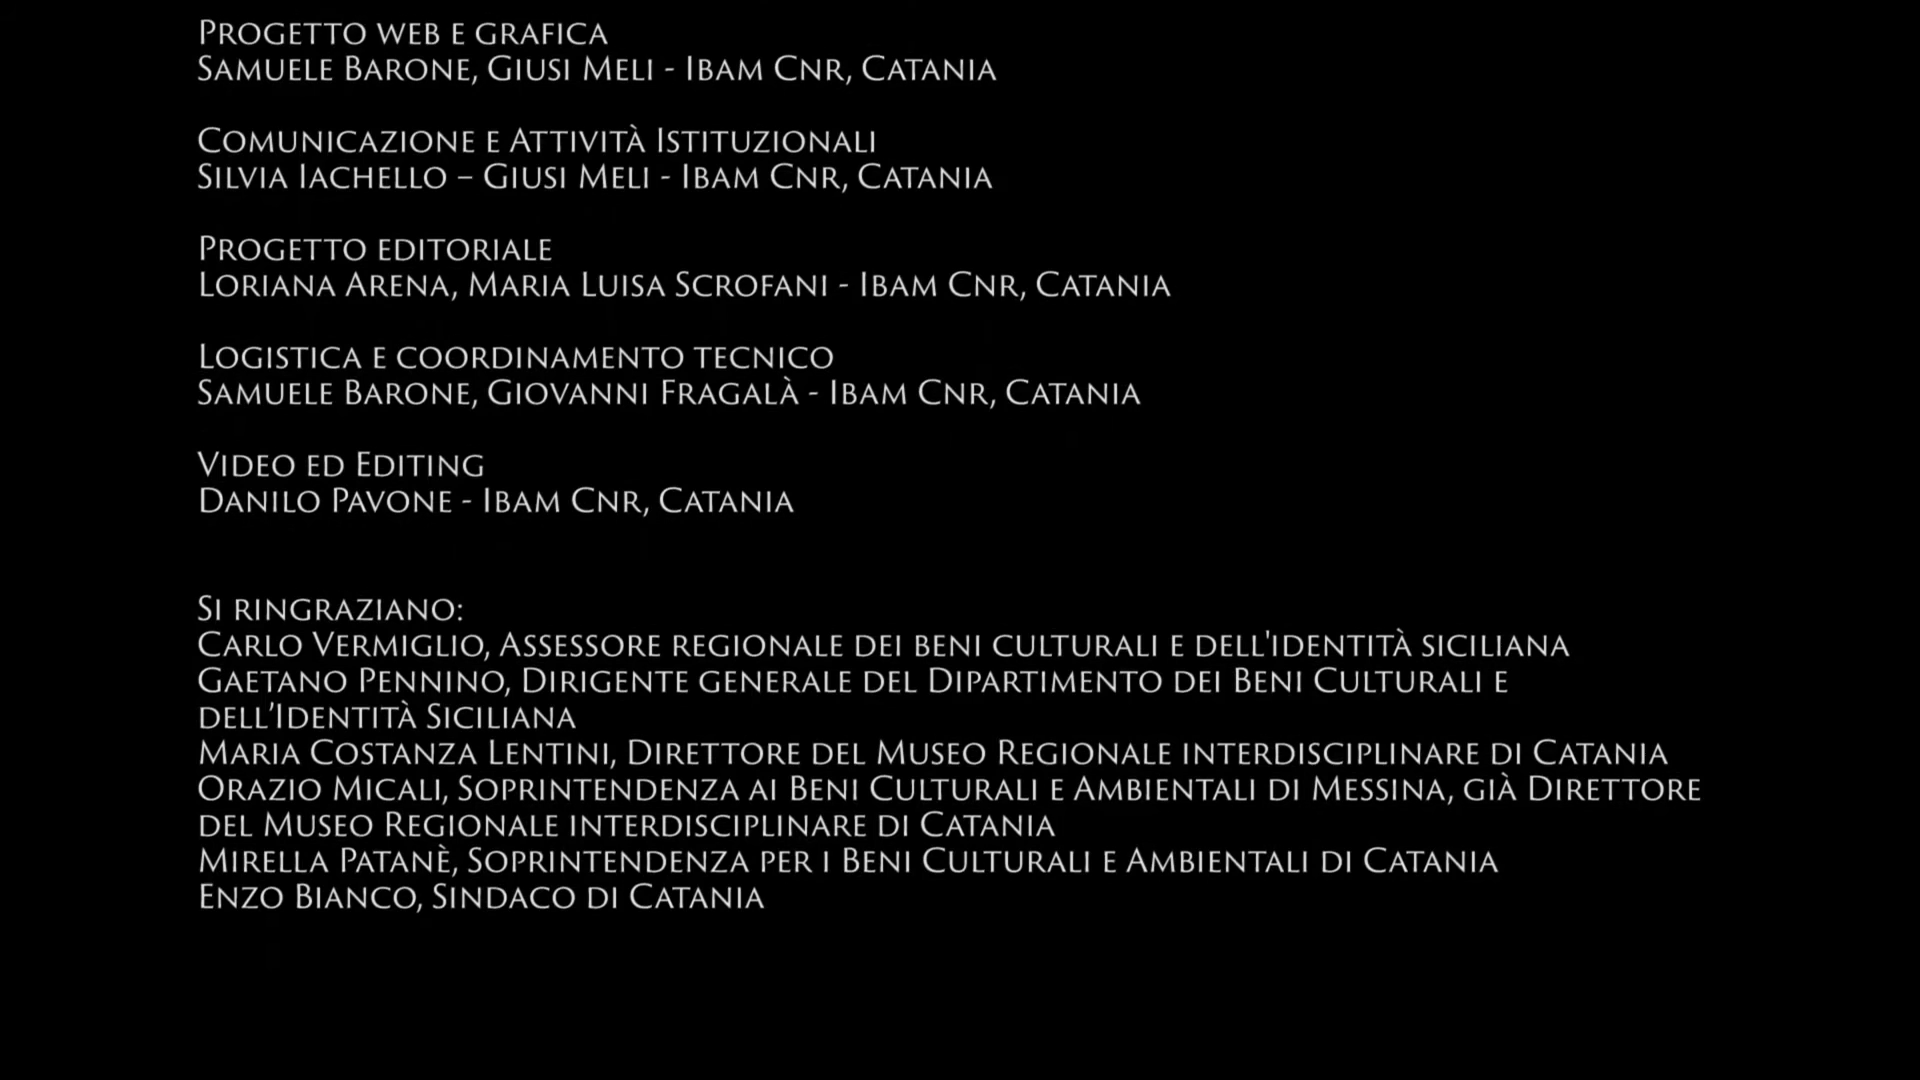 Progetto web e grafica
Samuele Barone, Giusi Meli - Ibam Cnr, Catania
Comunicazione e Attività Istituzionali
Silvia Iachello – Giusi Meli - Ibam Cnr, Catania
Progetto editoriale
Loriana Arena, Maria Luisa Scrofani - Ibam Cnr, Catania
Logistica e coordinamento tecnico
Samuele Barone, Giovanni Fragalà - Ibam Cnr, Catania
Video ed Editing
Danilo Pavone - Ibam Cnr, Catania
Si ringraziano:
Carlo Vermiglio, Assessore regionale dei beni culturali e dell'identità siciliana
Gaetano Pennino, Dirigente generale del Dipartimento dei Beni Culturali e
dell’Identità Siciliana
Maria Costanza Lentini, Direttore del Museo Regionale interdisciplinare di Catania
Orazio Micali, Soprintendenza ai Beni Culturali e Ambientali di Messina, già Direttore
del Museo Regionale interdisciplinare di Catania
Mirella Patanè, Soprintendenza per i Beni Culturali e Ambientali di Catania
Enzo Bianco, Sindaco di Catania